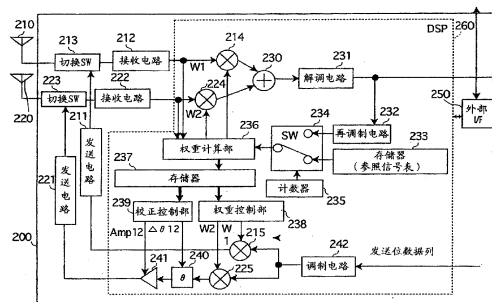 210
213
212
214
DSP
260
切换SW
接收电路
W1
230
231
解调电路
220
223
222
224
切换SW
接收电路
W2
232
250
外部
I/F
211
236
234
再调制电路
233
发送电路
权重计算部
SW
存储器
(参照信号表)
237
存储器
计数器
235
221
发送电路
239
校正控制部
权重控制部
238
200
Amp12
△θ12
W2
W
1
215
242
发送位数据列
241
240
θ
225
调制电路